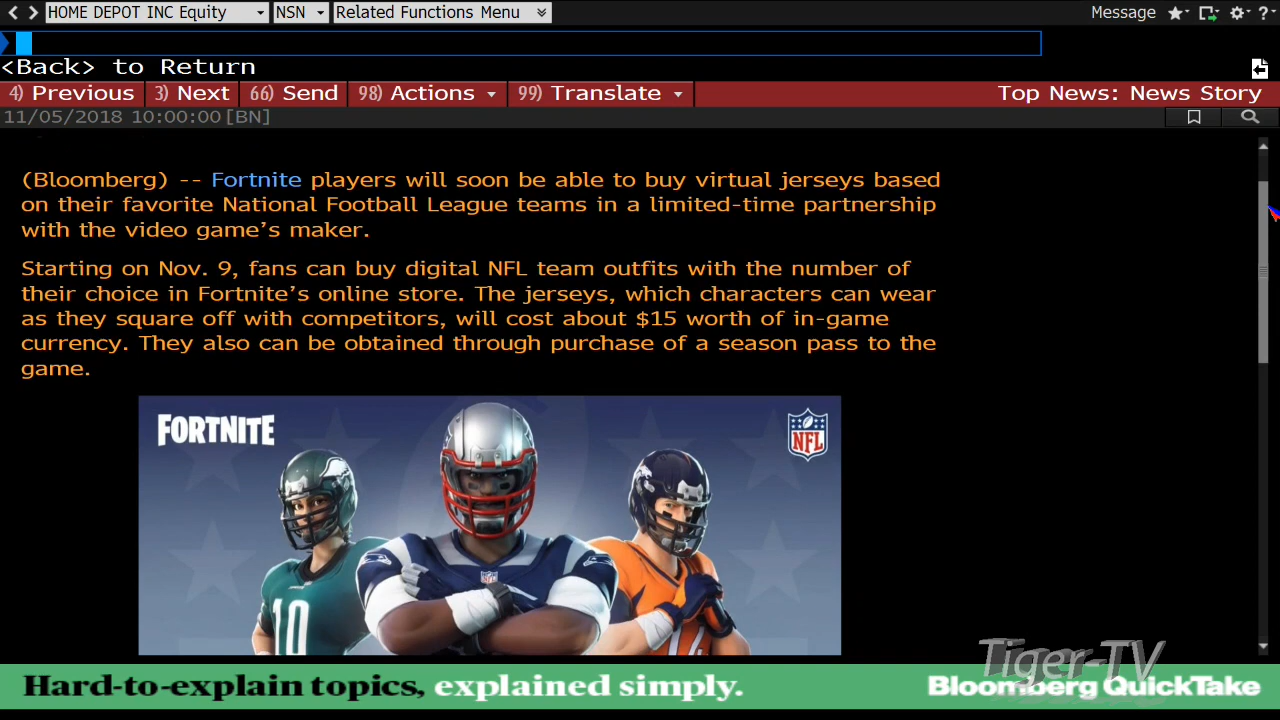 HOME DEPOT INC Equity NSN Related Functions Menu Message ?
<Back> to Return
4) Previous 3) Next 66) Send 98) Actions 99) Translate Top News: News Story
11/05/2018 10:00:00 [BN]
(Bloomberg) -- Fortnite players will soon be able to buy virtual jerseys based
on their favorite National Football League teams in a limited-time partnership
with the video game’s maker.
Starting on Nov. 9, fans can buy digital NFL team outfits with the number of
their choice in Fortnite’s online store. The jerseys, which characters can wear
as they square off with competitors, will cost about $15 worth of in-game
currency. They also can be obtained through purchase of a season pass to the
game.
FORTNITE
NFL
NFL
10
Tiger-TV
Hard-to-explain topics, explained simply. Bloomberg QuickTake